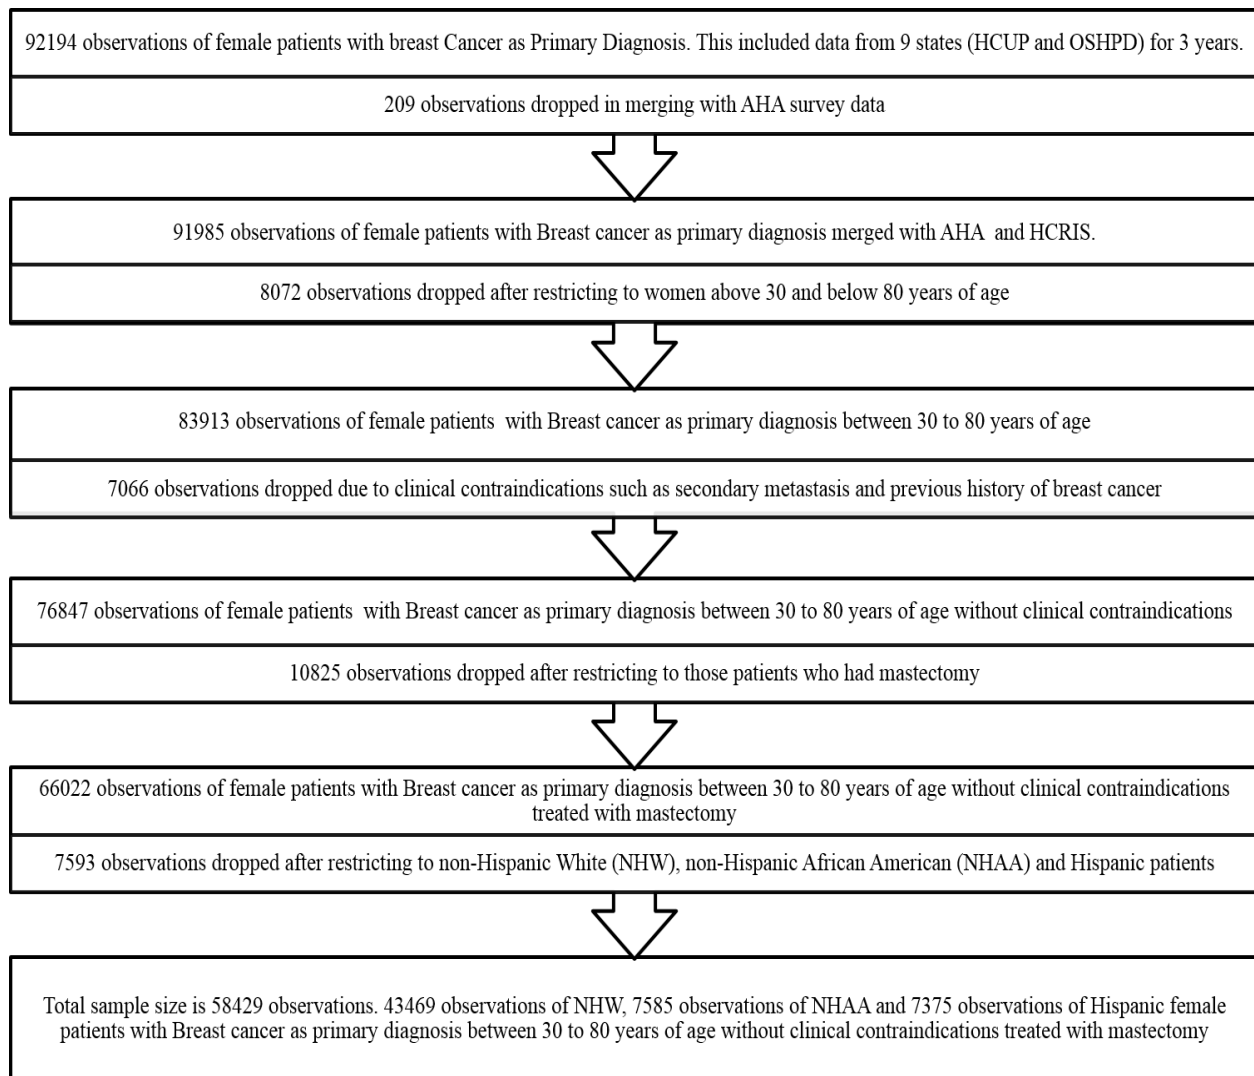 92194 observations of female patients with breast Cancer as Primary Diagnosis. This included data from 9 states (HCUP and OSHPD) for 3 years.
209 observations dropped in merging with AHA survey data
91985 observations of female patients with Breast cancer as primary diagnosis merged with AHA and HCRIS.
8072 observations dropped after restricting to women above 30 and below 80 years of age
83913 observations of female patients with Breast cancer as primary diagnosis between 30 to 80 years of age
7066 observations dropped due to clinical contraindications such as secondary metastasis and previous history of breast cancer
76847 observations of female patients with Breast cancer as primary diagnosis between 30 to 80 years of age without clinical contraindications
10825 observations dropped after restricting to those patients who had mastectomy
66022 observations of female patients with Breast cancer as primary diagnosis between 30 to 80 years of age without clinical contraindications
treated with mastectomy
7593 observations dropped after restricting to non-Hispanic White (NHW), non-Hispanic African American (NHAA) and Hispanic patients
Total sample size is 58429 observations. 43469 observations of NHW, 7585 observations of NHAA and 7375 observations of Hispanic female
patients with Breast cancer as primary diagnosis between 30 to 80 years of age without clinical contraindications treated with mastectomy